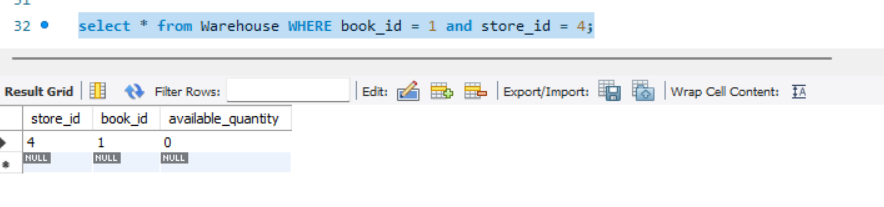 31
32 select * from Warehouse WHERE book_id = 1 and store_id = 4;
Result Grid Filter Rows: Edit: Export/Import: Wrap Cell Content: IA
store_id book_id available_quantity
4 1 0
NULL NULL NULL